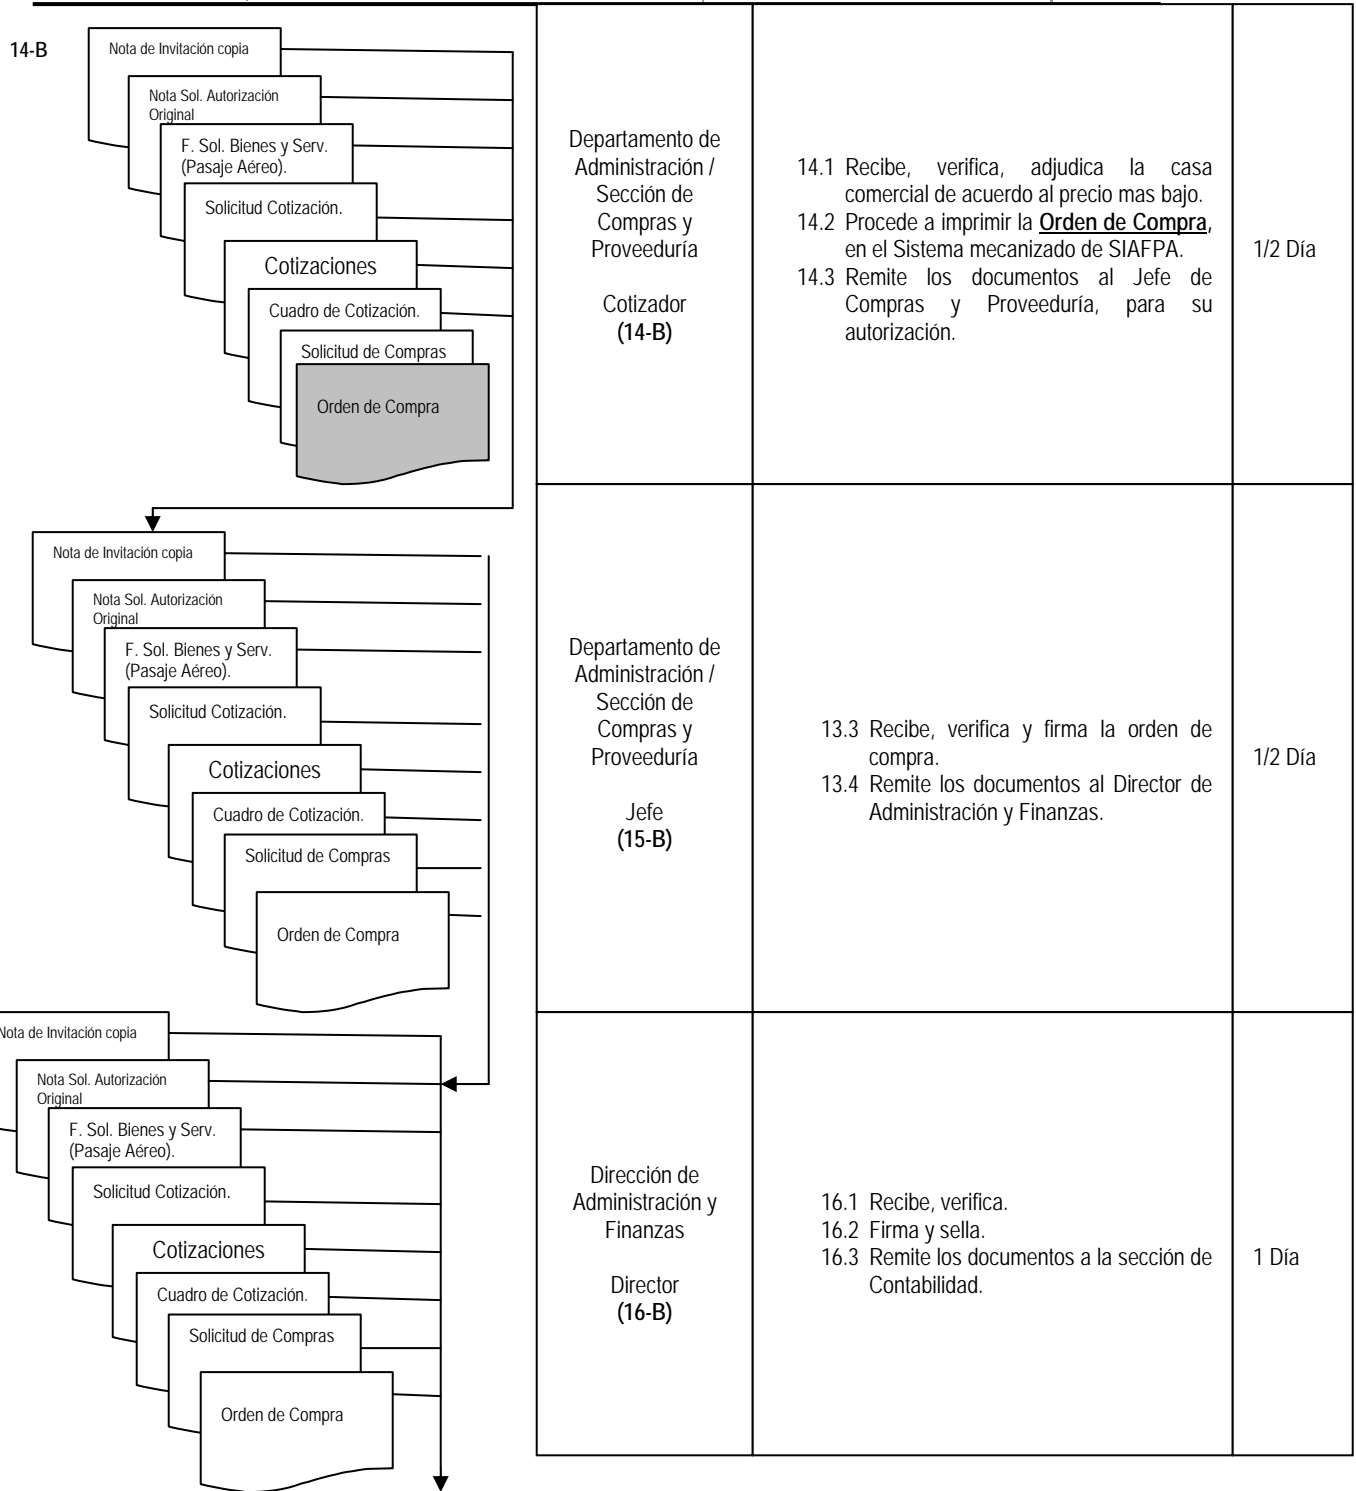 14-B
Nota de Invitación copia
Nota Sol. Autorización
Original
F. Sol. Bienes y Serv.
(Pasaje Aéreo).
Solicitud Cotización.
Cotizaciones
Cuadro de Cotización.
Solicitud de Compras
Orden de Compra
Departamento de
Administración /
Sección de
Compras y
Proveeduría
Cotizador
(14-B)
14.1 Recibe, verifica, adjudica la casa
comercial de acuerdo al precio mas bajo.
14.2 Procede a imprimir la Orden de Compra,
en el Sistema mecanizado de SIAFPA.
14.3 Remite los documentos al Jefe de
Compras y Proveeduría, para su
autorización.
1/2 Día
Nota de Invitación copia
Nota Sol. Autorización
Original
F. Sol. Bienes y Serv.
(Pasaje Aéreo).
Solicitud Cotización.
Cotizaciones
Cuadro de Cotización.
Solicitud de Compras
Orden de Compra
Departamento de
Administración /
Sección de
Compras y
Proveeduría
Jefe
(15-B)
13.3 Recibe, verifica y firma la orden de
compra.
13.4 Remite los documentos al Director de
Administración y Finanzas.
1/2 Día
Nota de Invitación copia
Nota Sol. Autorización
Original
F. Sol. Bienes y Serv.
(Pasaje Aéreo).
Solicitud Cotización.
Cotizaciones
Cuadro de Cotización.
Solicitud de Compras
Orden de Compra
Dirección de
Administración y
Finanzas
Director
(16-B)
16.1 Recibe, verifica.
16.2 Firma y sella.
16.3 Remite los documentos a la sección de
Contabilidad.
1 Día